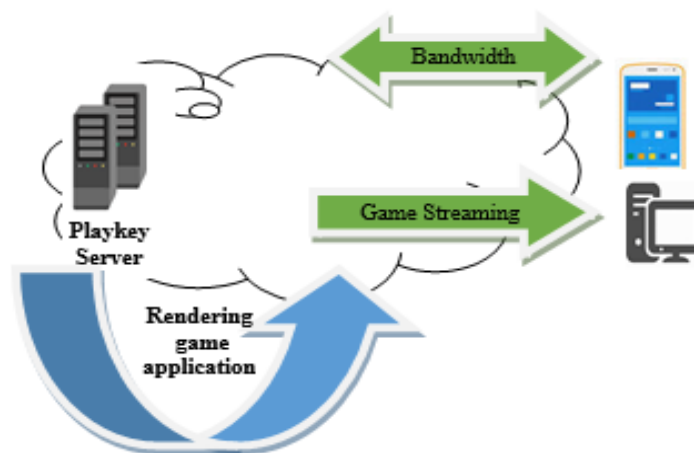 Bandwidth
Game Streaming
Playkey
Server
Rendering
game
application